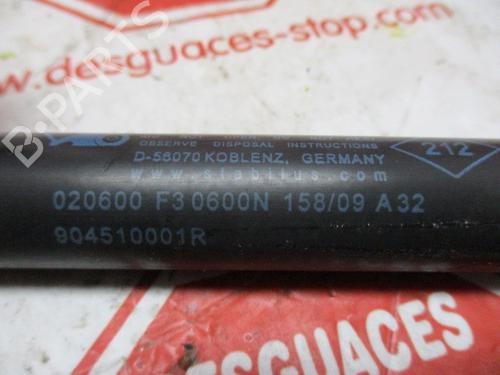 www.desguaces-stop.com
B-PARTS
OBSERVE DISPOSAL INSTRUCTIONS
D-56070 KOBLENZ, GERMANY
www.stabilus.com
212
020600 F3 0600N 158/09 A32
904510001R
DESGUACES